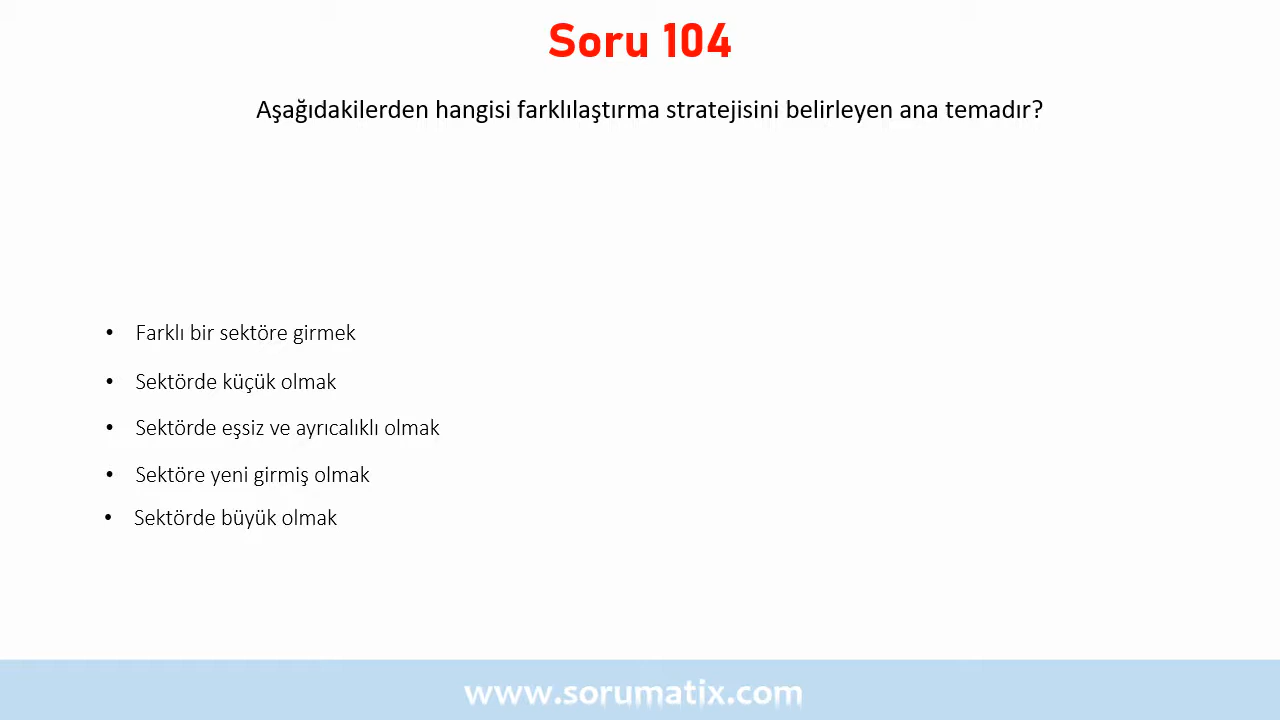 Soru 104
Aşağıdakilerden hangisi farklılaştırma stratejisini belirleyen ana temadır?
• Farklı bir sektöre girmek
• Sektörde küçük olmak
• Sektörde eşsiz ve ayrıcalıklı olmak
• Sektöre yeni girmiş olmak
• Sektörde büyük olmak
www.sorumatix.com